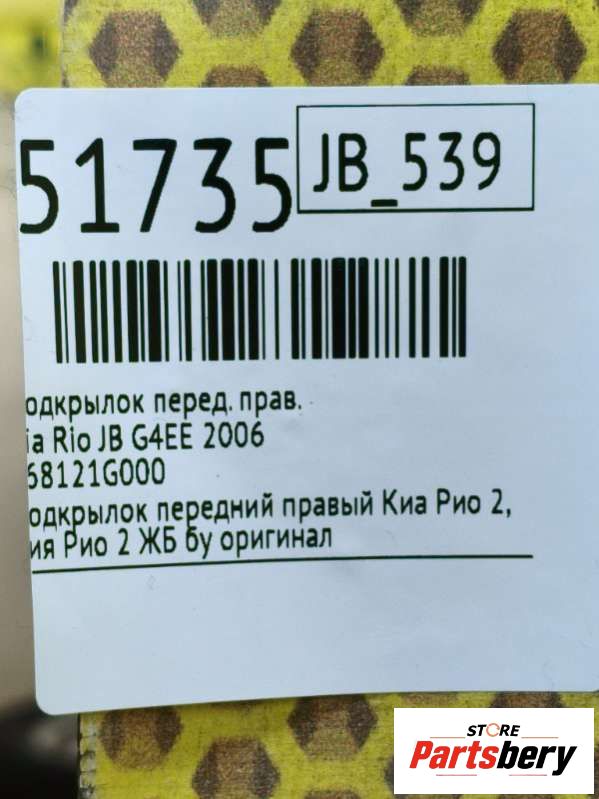 51735
JB_539
одкрылок перед. прав.
ia Rio JB G4EE 2006
68121G000
одкрылок передний правый Киа Рио 2,
ия Рио 2 ЖБ бу оригинал
STORE
Partsbery